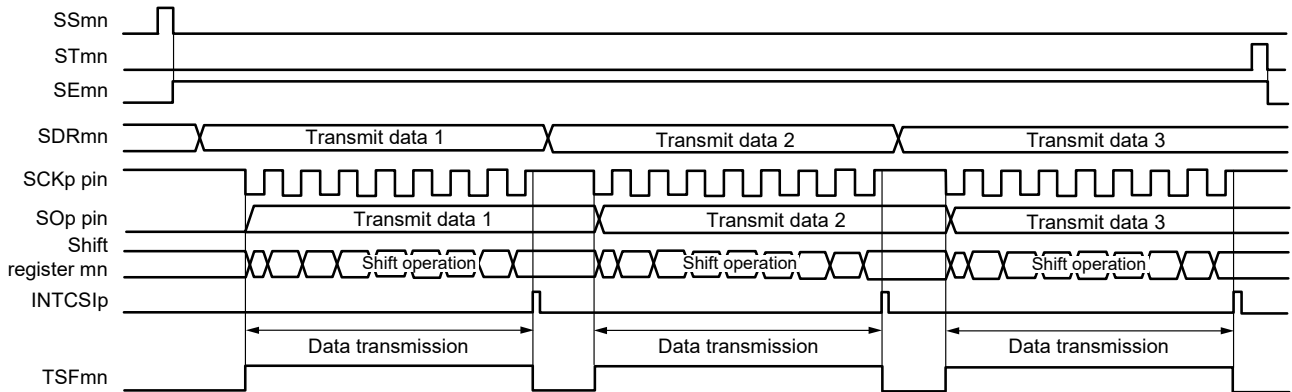 SSmn
STmn
SEmn
SDRmn Transmit data 1 Transmit data 2 Transmit data 3
SCKp pin
SOp pin Transmit data 1 Transmit data 2 Transmit data 3
Shift
register mn Shift operation Shift operation Shift operation
INTCSIp
Data transmission Data transmission Data transmission
TSFmn